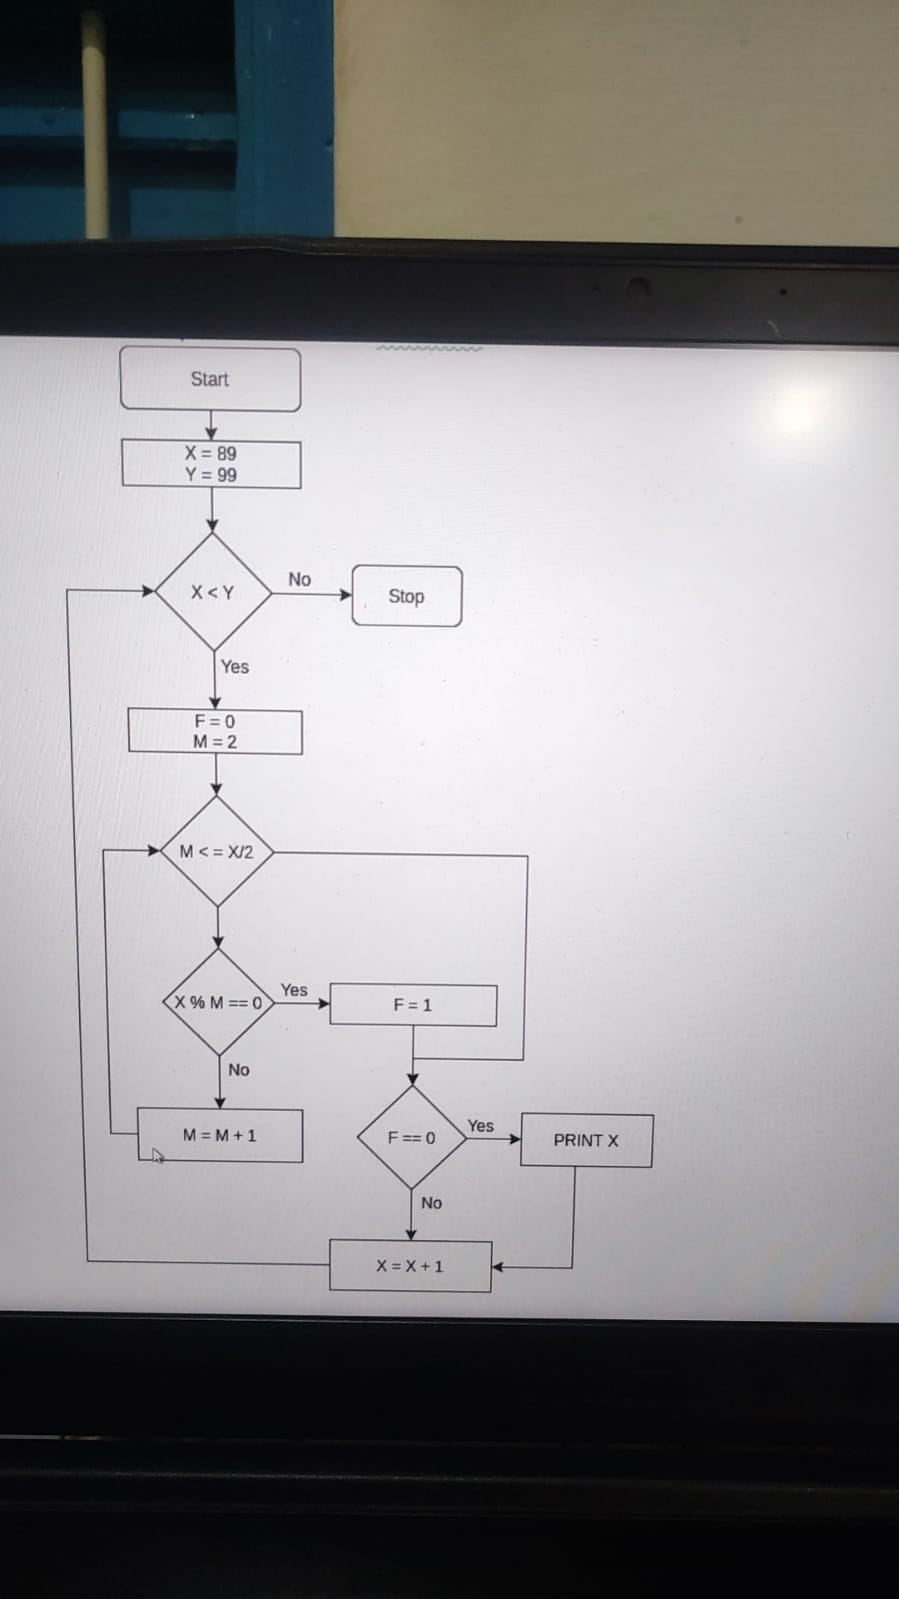 Start
X = 89
Y = 99
X < Y
No
Stop
Yes
F = 0
M = 2
M < = X/2
X % M == 0
Yes
F = 1
No
M = M + 1
F == 0
Yes
PRINT X
No
X = X + 1